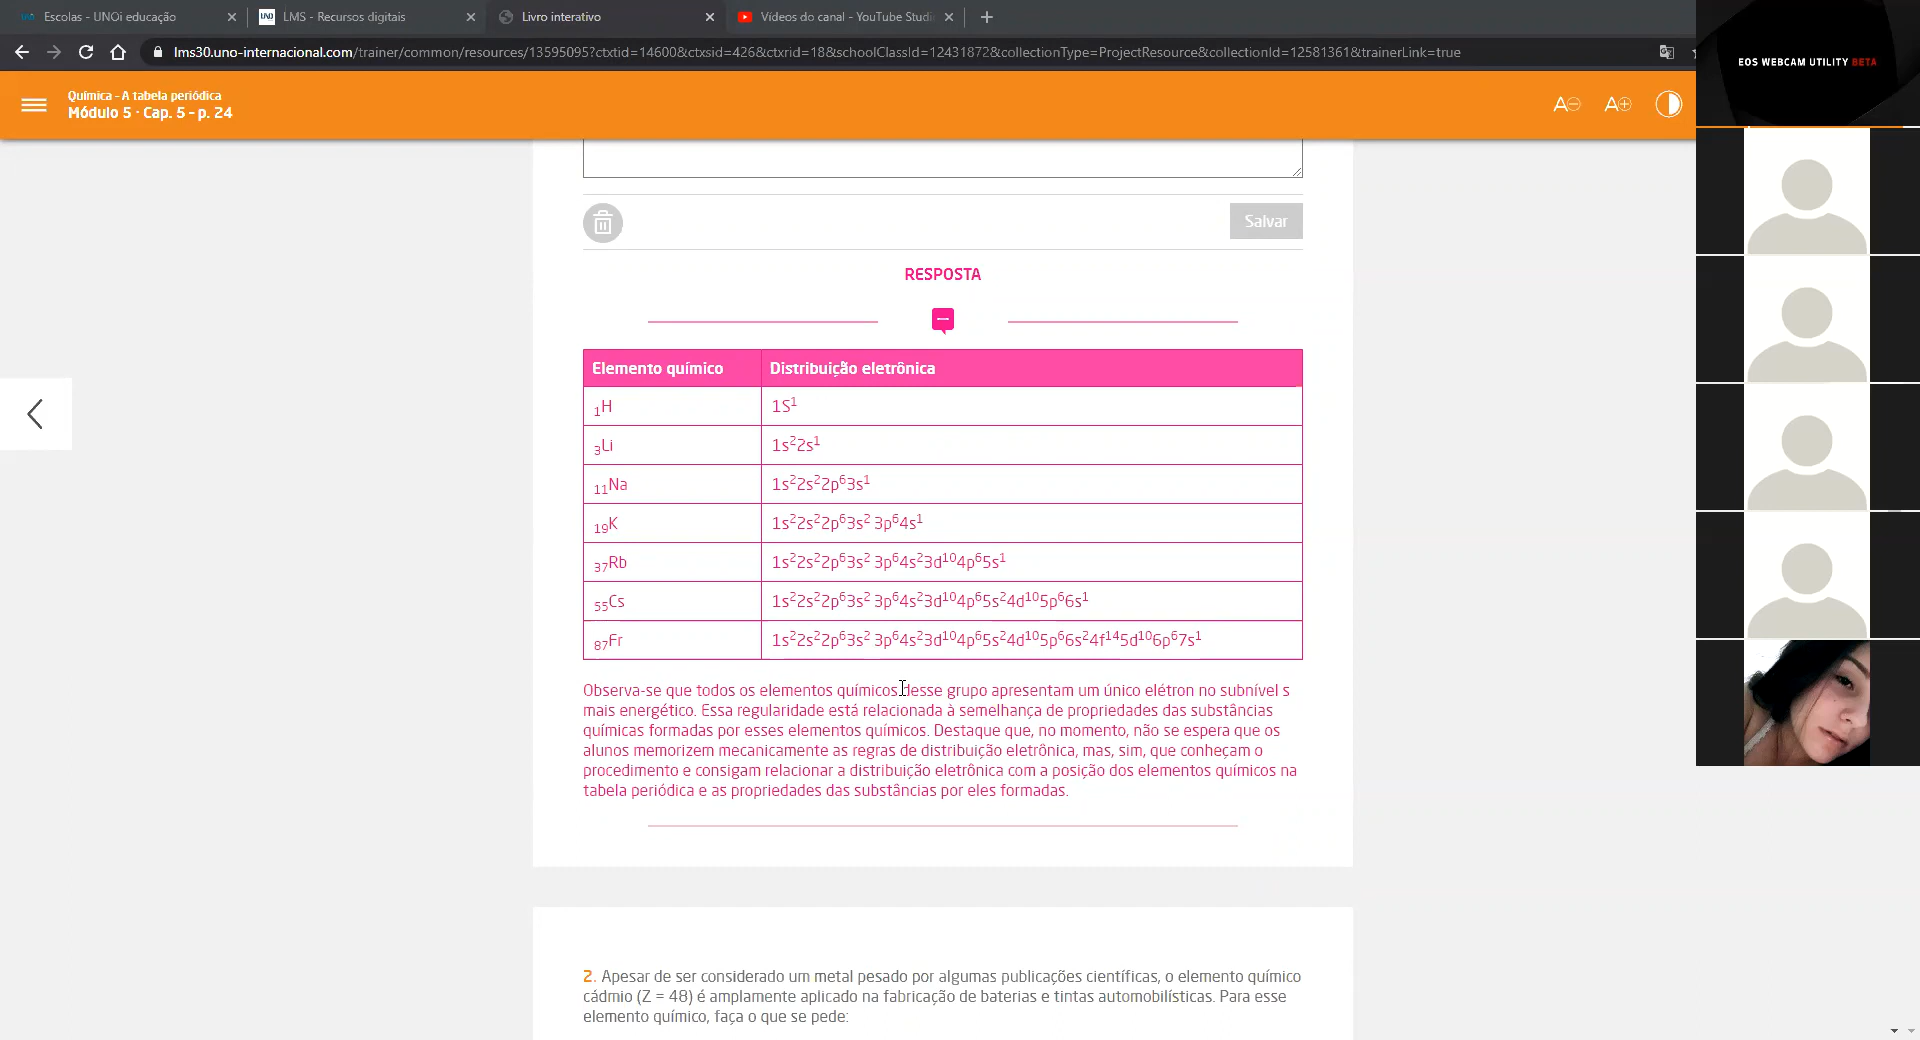 Escolas - UNOi educação
LMS - Recursos digitais
Livro interativo
Vídeos do canal - YouTube Studi
lms30.uno-internacional.com/trainer/common/resources/13595095?ctxtid=14600&ctxsid=426&ctxrid=18&schoolClassId=12431872&collectionType=ProjectResource&collectionId=12581361&trainerLink=true
EOS WEBCAM UTILITY BETA
Química - A tabela periódica
Módulo 5 · Cap. 5 - p. 24
A- A+
Salvar
RESPOSTA
Elemento químico Distribuição eletrônica
₁H 1S¹
₃Li 1s²2s¹
₁₁Na 1s²2s²2p⁶3s¹
₁₉K 1s²2s²2p⁶3s² 3p⁶4s¹
₃₇Rb 1s²2s²2p⁶3s² 3p⁶4s²3d¹⁰4p⁶5s¹
₅₅Cs 1s²2s²2p⁶3s² 3p⁶4s²3d¹⁰4p⁶5s²4d¹⁰5p⁶6s¹
₈₇Fr 1s²2s²2p⁶3s² 3p⁶4s²3d¹⁰4p⁶5s²4d¹⁰5p⁶6s²4f¹⁴5d¹⁰6p⁶7s¹
Observa-se que todos os elementos químicos desse grupo apresentam um único elétron no subnível s
mais energético. Essa regularidade está relacionada à semelhança de propriedades das substâncias
químicas formadas por esses elementos químicos. Destaque que, no momento, não se espera que os
alunos memorizem mecanicamente as regras de distribuição eletrônica, mas, sim, que conheçam o
procedimento e consigam relacionar a distribuição eletrônica com a posição dos elementos químicos na
tabela periódica e as propriedades das substâncias por eles formadas.
2. Apesar de ser considerado um metal pesado por algumas publicações científicas, o elemento químico
cádmio (Z = 48) é amplamente aplicado na fabricação de baterias e tintas automobilísticas. Para esse
elemento químico, faça o que se pede: